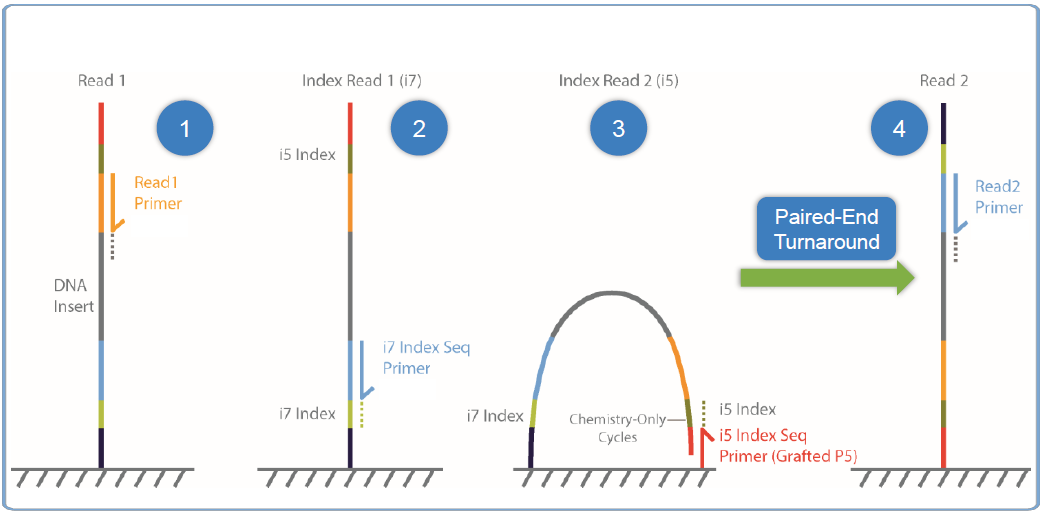 Read 1
1
Read1
Primer
DNA
Insert
Index Read 1 (i7)
2
i5 Index
i7 Index Seq
Primer
i7 Index
Index Read 2 (i5)
3
i7 Index
Chemistry-Only
Cycles
i5 Index
i5 Index Seq
Primer (Grafted P5)
Paired-End
Turnaround
Read 2
4
Read2
Primer